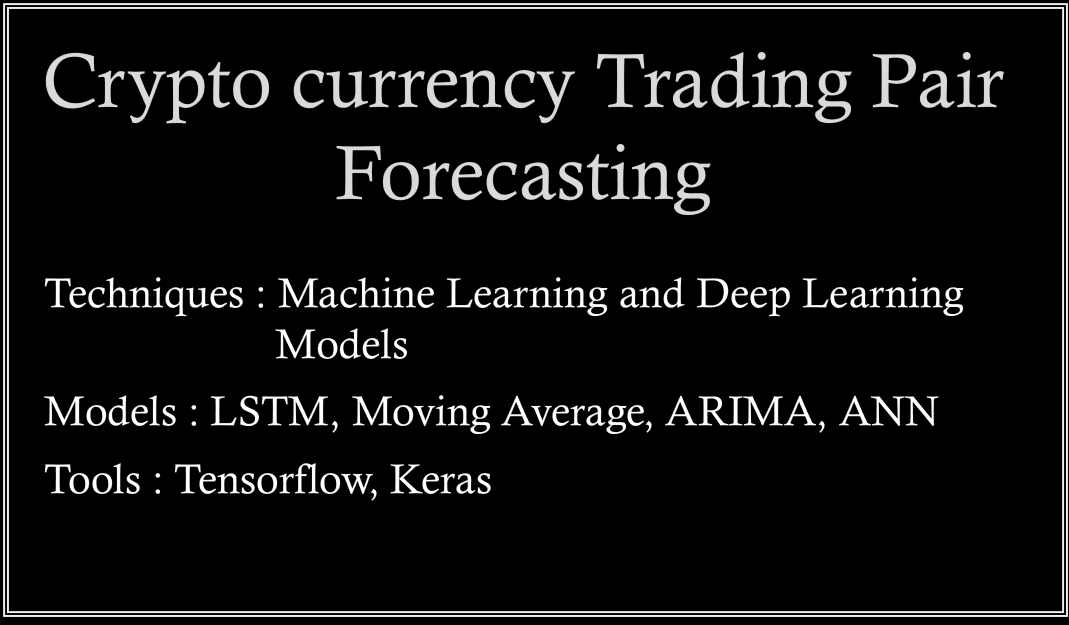 Crypto currency Trading Pair
Forecasting
Techniques : Machine Learning and Deep Learning
Models
Models : LSTM, Moving Average, ARIMA, ANN
Tools : Tensorflow, Keras